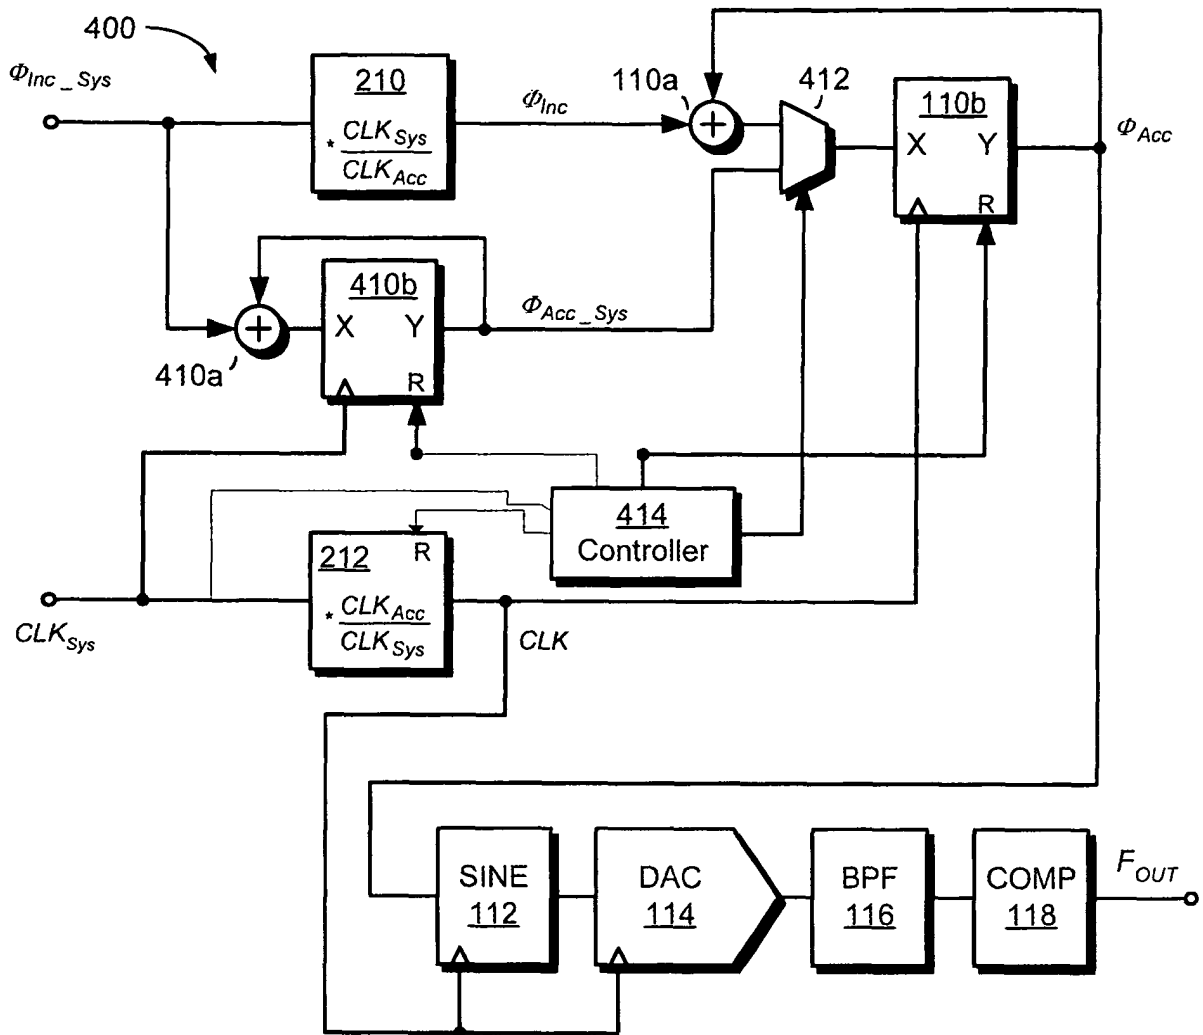 400
Φ_Inc_Sys
210
* CLK_Sys
CLK_Acc
Φ_Inc
110a
+
412
110b
X Y
R
Φ_Acc
410a
+
410b
X Y
R
Φ_Acc_Sys
414
Controller
CLK_Sys
212
R
* CLK_Acc
CLK_Sys
CLK
SINE
112
DAC
114
BPF
116
COMP
118
F_OUT